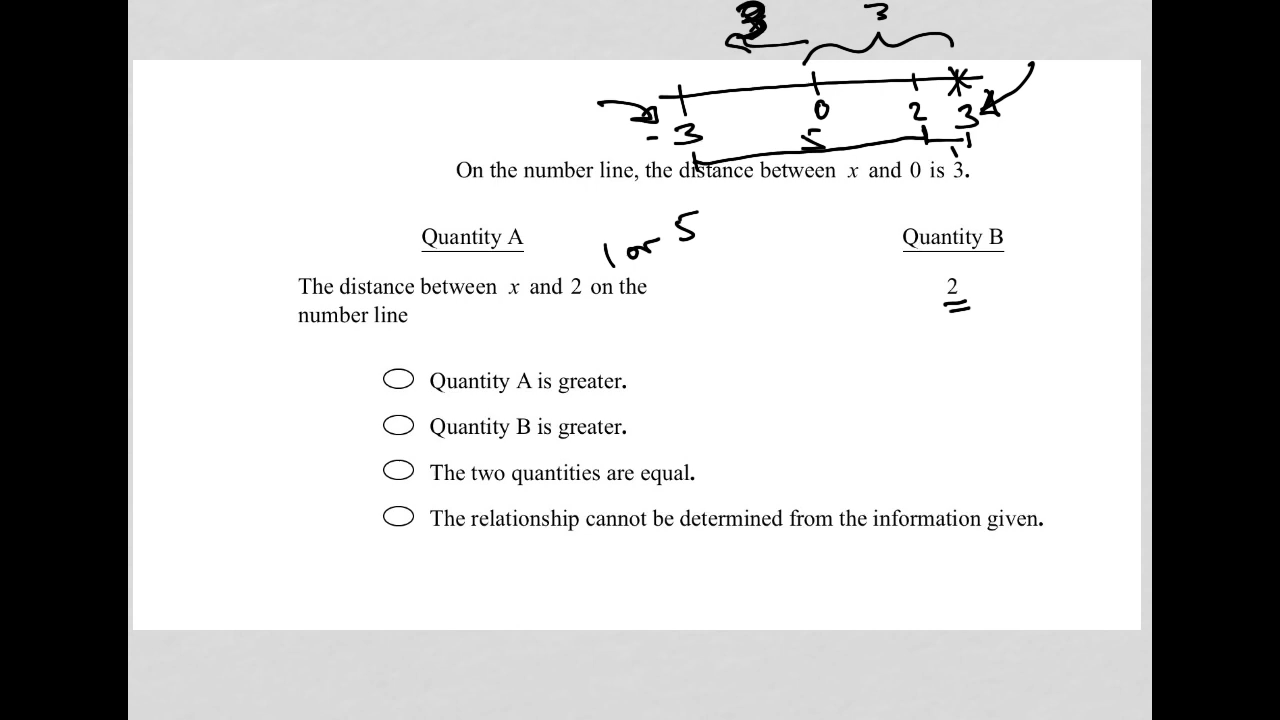 3
0 2 3
- 3 5 1
On the number line, the distance between x and 0 is 3.
Quantity A
1 or 5
Quantity B
The distance between x and 2 on the
number line
2
Quantity A is greater.
Quantity B is greater.
The two quantities are equal.
The relationship cannot be determined from the information given.